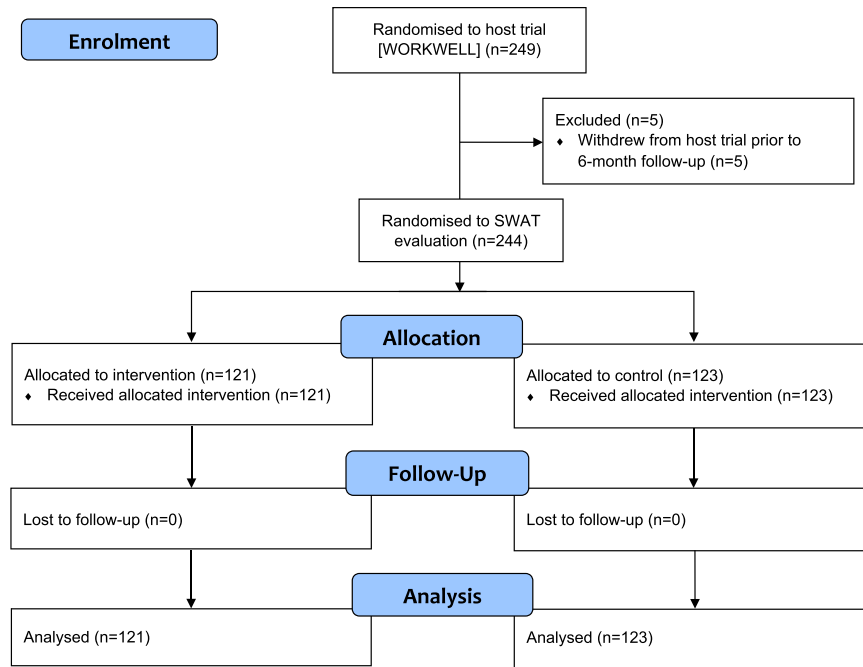 Enrolment
Randomised to host trial
[WORKWELL] (n=249)
Excluded (n=5)
♦ Withdrew from host trial prior to
6-month follow-up (n=5)
Randomised to SWAT
evaluation (n=244)
Allocation
Allocated to intervention (n=121)
♦ Received allocated intervention (n=121)
Allocated to control (n=123)
♦ Received allocated intervention (n=123)
Follow-Up
Lost to follow-up (n=0)
Lost to follow-up (n=0)
Analysis
Analysed (n=121)
Analysed (n=123)